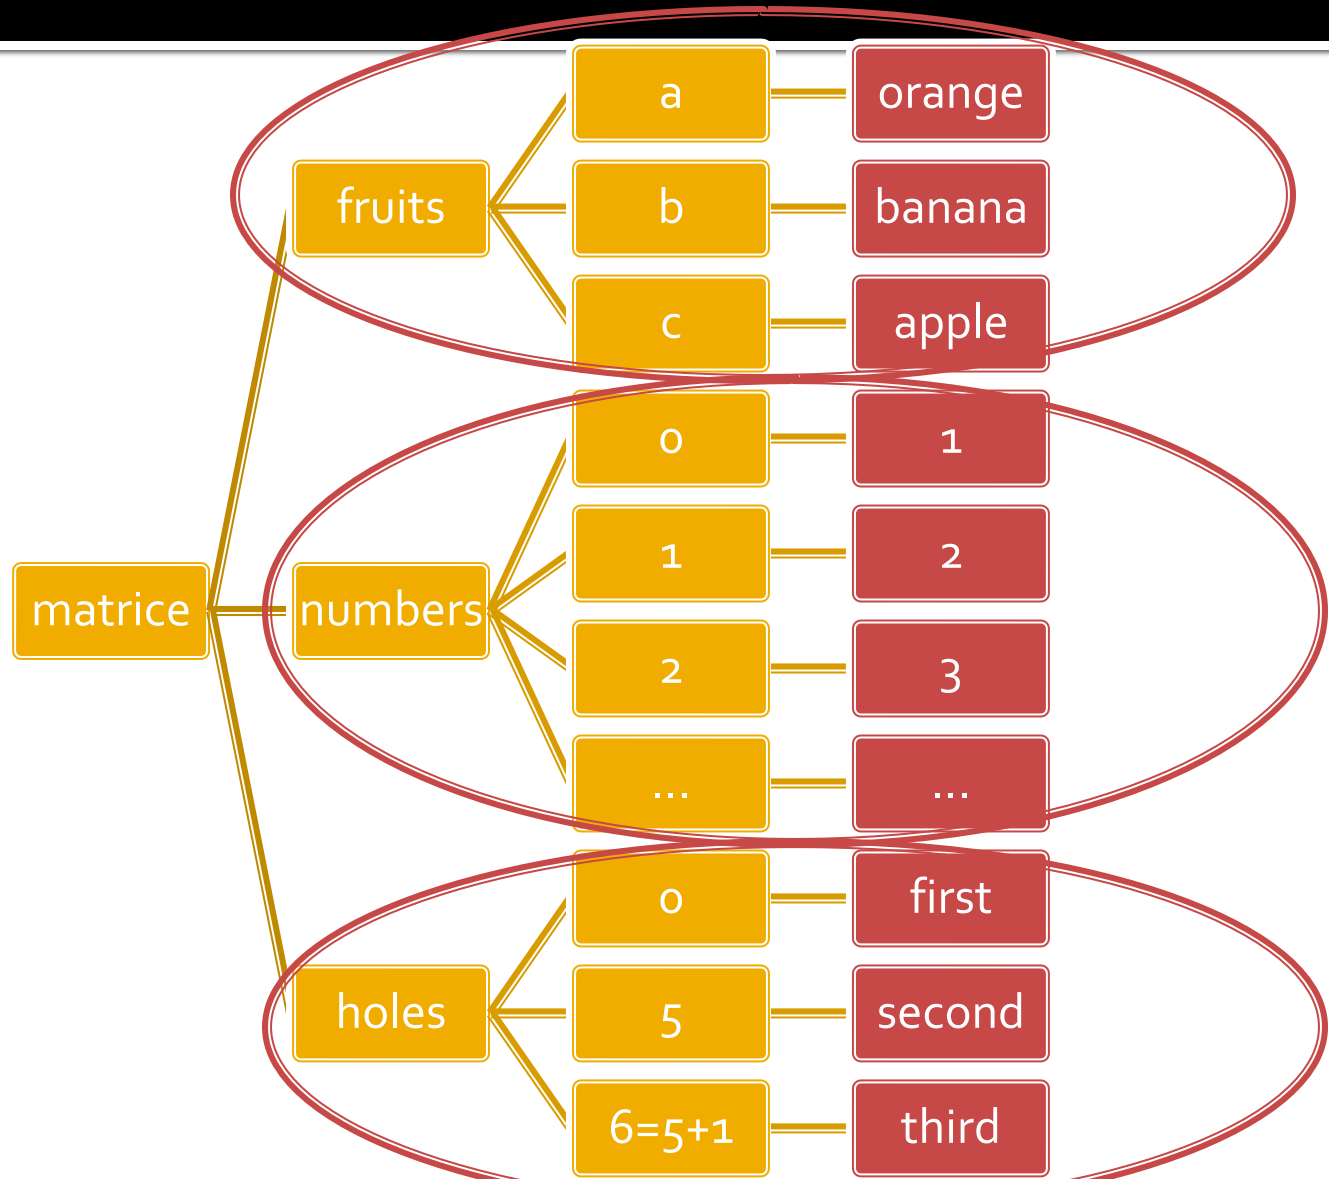 matrice
fruits
a
orange
b
banana
c
apple
numbers
0
1
1
2
2
3
...
...
holes
0
first
5
second
6=5+1
third